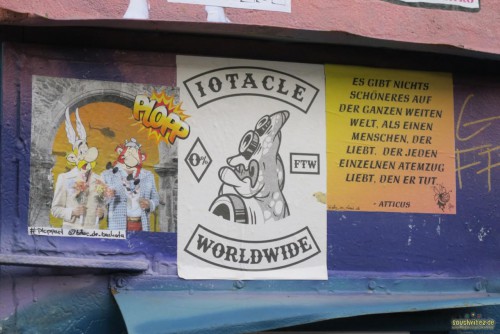 PLOPP
IOTACLE
0%
FTW
WORLDWIDE
ES GIBT NICHTS
SCHÖNERES AUF
DER GANZEN WEITEN
WELT, ALS EINEN
MENSCHEN, DER
LIEBT. DER JEDEN
EINZELNEN ATEMZUG
LIEBT, DEN ER TUT.
- ATTICUS